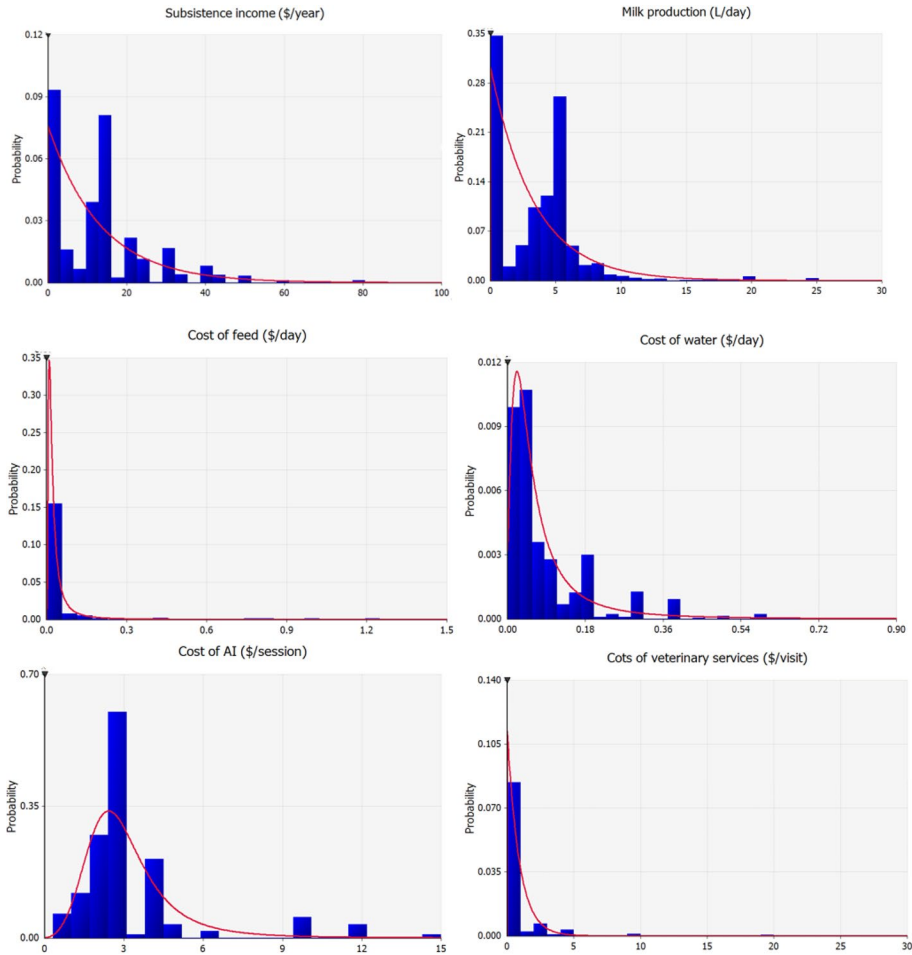 Subsistence income ($/year)
0.12
0.09
0.06
0.03
0.00
Probability
0 20 40 60 80 100
Milk production (L/day)
0.35
0.28
0.21
0.14
0.07
0.00
Probability
0 5 10 15 20 25 30
Cost of feed ($/day)
0.35
0.30
0.25
0.20
0.15
0.10
0.05
0.00
Probability
0.0 0.3 0.6 0.9 1.2 1.5
Cost of water ($/day)
0.012
0.009
0.006
0.003
0.000
Probability
0.00 0.18 0.36 0.54 0.72 0.90
Cost of AI ($/session)
0.70
0.35
0.00
Probability
0 3 6 9 12 15
Cots of veterinary services ($/visit)
0.140
0.105
0.070
0.035
0.000
Probability
0 5 10 15 20 25 30